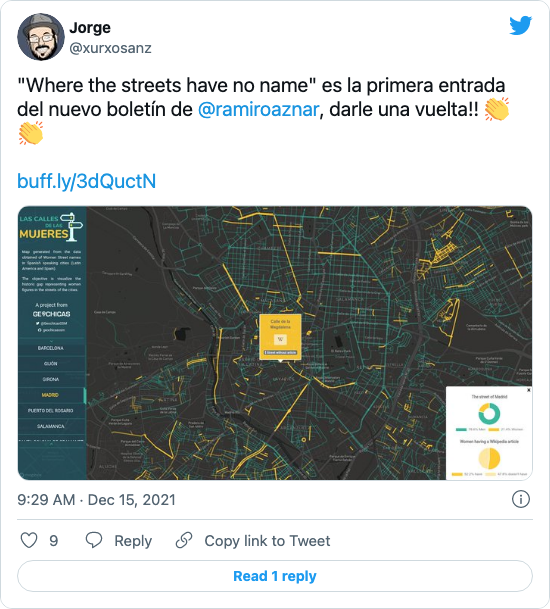 Jorge
@xurxosanz
"Where the streets have no name" es la primera entrada
del nuevo boletín de @ramiroaznar, darle una vuelta!! 👏
👏
buff.ly/3dQuctN
LAS CALLES
DE LAS
MUJERES
Map generated from the data
obtained of Women Street names
in Spanish speaking cities (Latin
America and Spain).
The objective is visualize the
historic gap representing women
figures in the streets of the cities.
A project from
GEOCHICAS
BARCELONA
GIJÓN
GIRONA
MADRID
PUERTO DEL ROSARIO
SALAMANCA
Calle de la
Magdalena
The street of Madrid
Women having a Wikipedia article
9:29 AM · Dec 15, 2021
9
Reply
Copy link to Tweet
Read 1 reply